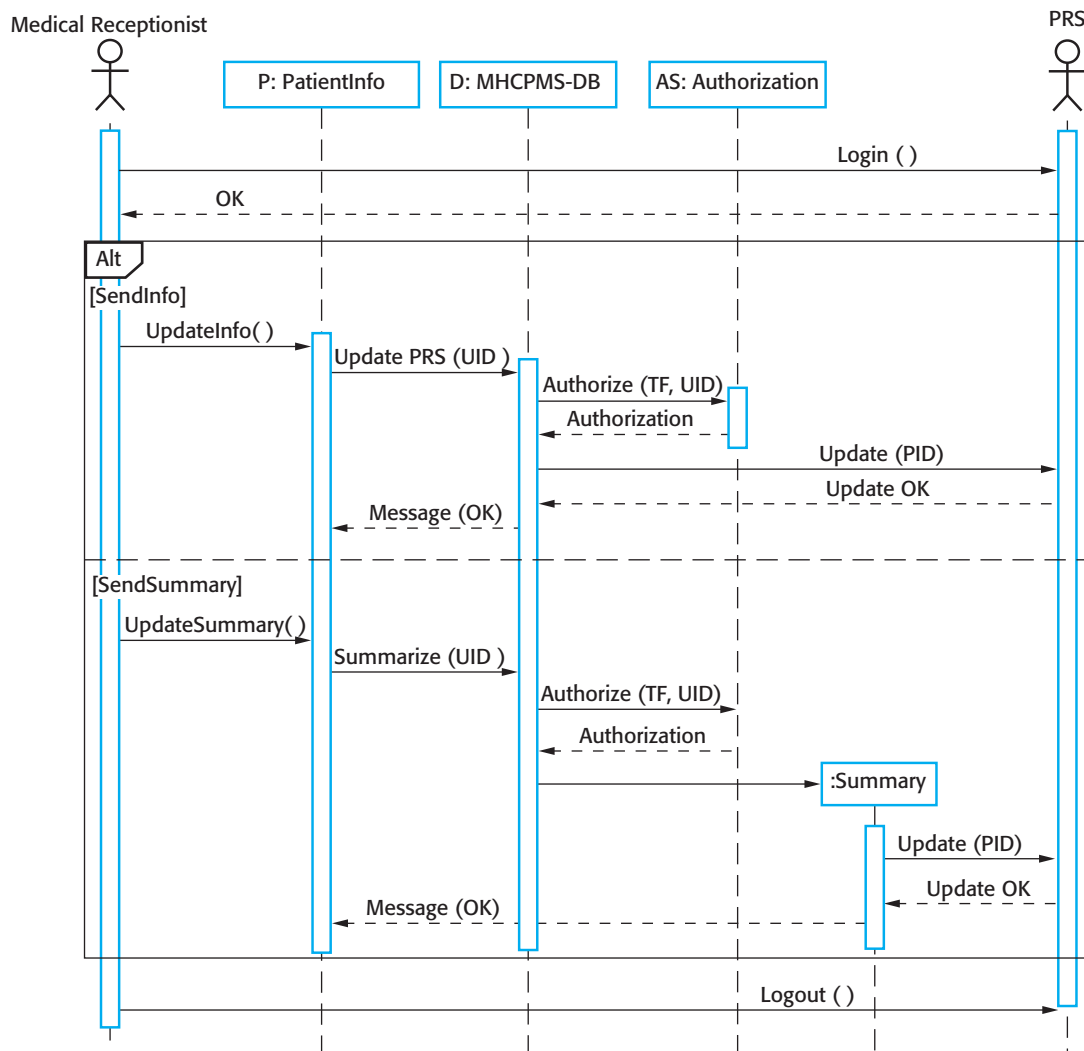 Medical Receptionist
PRS
P: PatientInfo
D: MHCPMS-DB
AS: Authorization
Login ( )
OK
Alt
[SendInfo]
UpdateInfo( )
Update PRS (UID )
Authorize (TF, UID)
Authorization
Update (PID)
Update OK
Message (OK)
[SendSummary]
UpdateSummary( )
Summarize (UID )
Authorize (TF, UID)
Authorization
:Summary
Update (PID)
Update OK
Message (OK)
Logout ( )